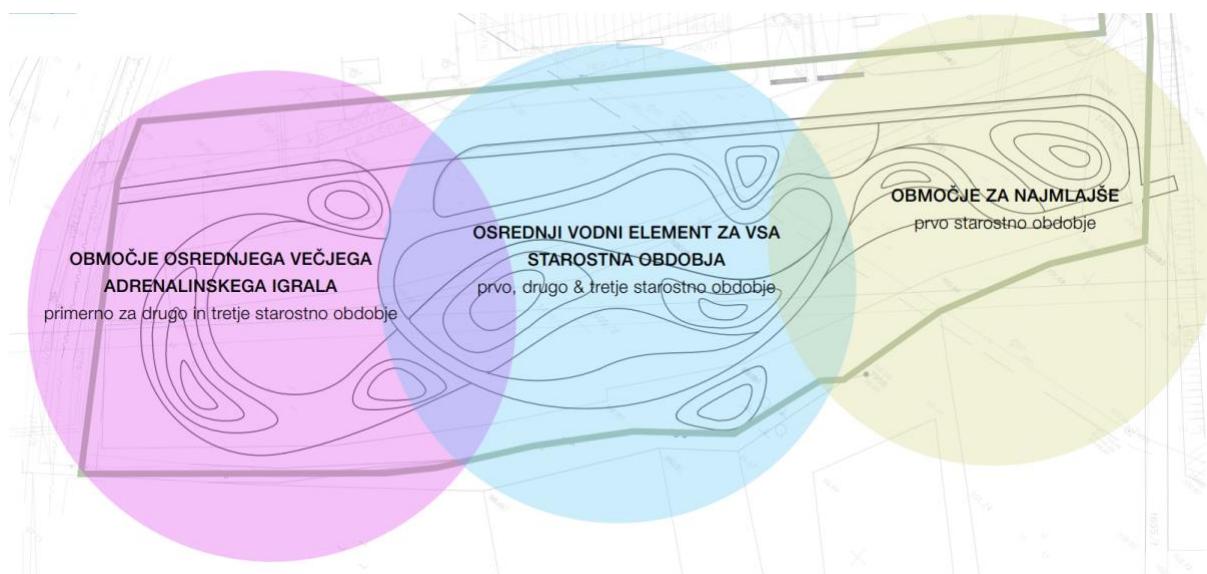 OBMOČJE OSREDNJEGA VEČJEGA
ADRENALINSKEGA IGRALA
primerno za drugo in tretje starostno obdobje
OSREDNJI VODNI ELEMENT ZA VSA
STAROSTNA OBDOBJA
prvo, drugo & tretje starostno obdobje
OBMOČJE ZA NAJMLAJŠE
prvo starostno obdobje